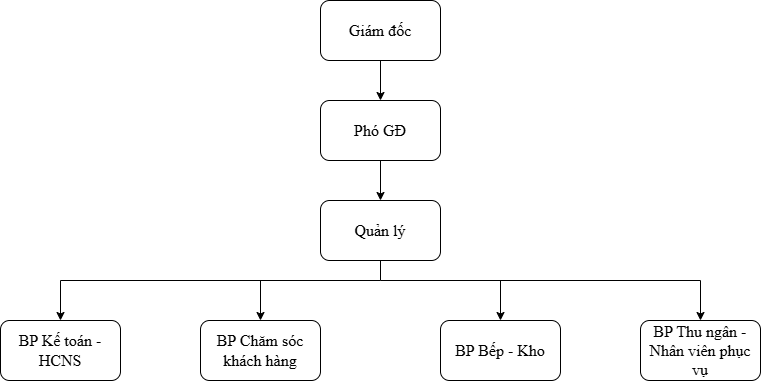 Giám đốc
Phó GĐ
Quản lý
BP Kế toán -
HCNS
BP Chăm sóc
khách hàng
BP Bếp - Kho
BP Thu ngân -
Nhân viên phục
vụ